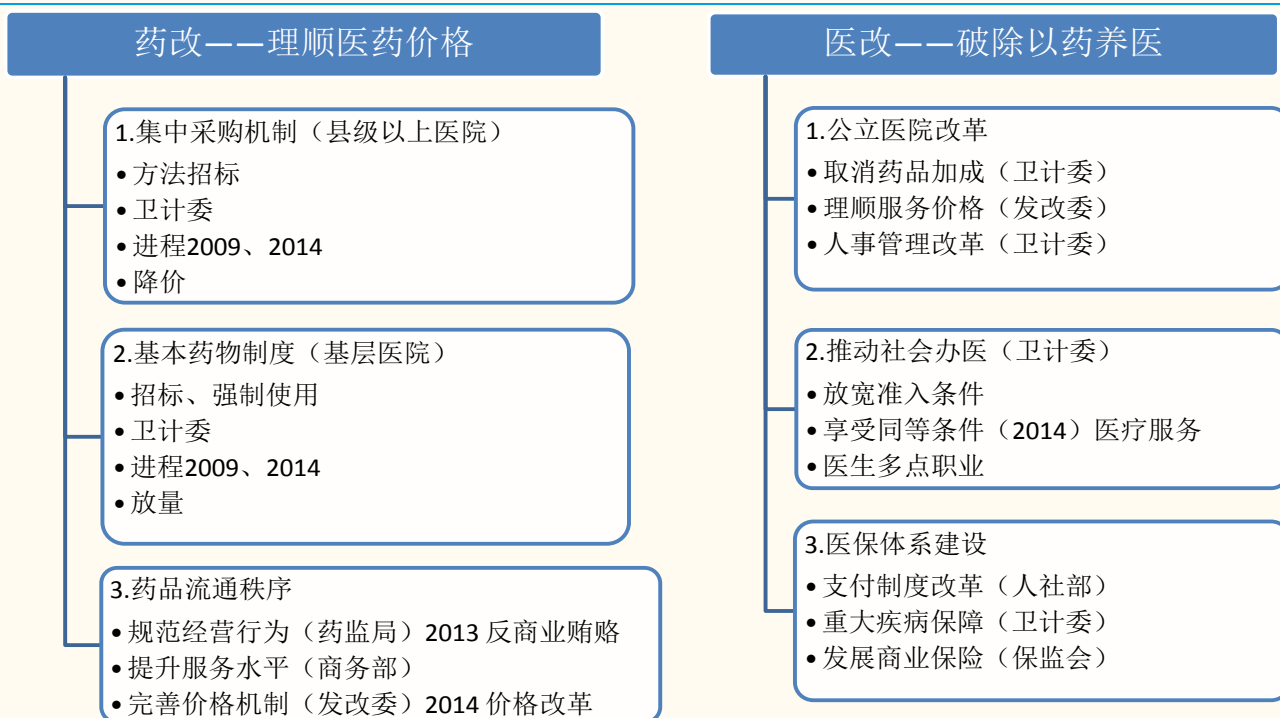 药改——理顺医药价格
1.集中采购机制（县级以上医院）
•方法招标
•卫计委
•进程2009、2014
•降价
2.基本药物制度（基层医院）
•招标、强制使用
•卫计委
•进程2009、2014
•放量
3.药品流通秩序
•规范经营行为（药监局）2013 反商业贿赂
•提升服务水平（商务部）
•完善价格机制（发改委）2014 价格改革
医改——破除以药养医
1.公立医院改革
•取消药品加成（卫计委）
•理顺服务价格（发改委）
•人事管理改革（卫计委）
2.推动社会办医（卫计委）
•放宽准入条件
•享受同等条件（2014）医疗服务
•医生多点职业
3.医保体系建设
•支付制度改革（人社部）
•重大疾病保障（卫计委）
•发展商业保险（保监会）